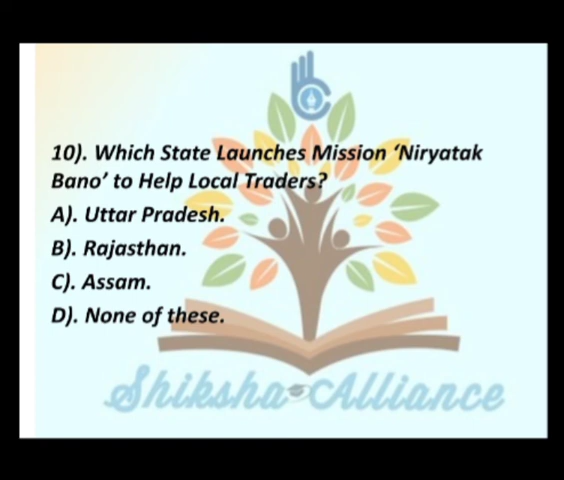 10). Which State Launches Mission ‘Niryatak
Bano’ to Help Local Traders?
A). Uttar Pradesh.
B). Rajasthan.
C). Assam.
D). None of these.
Shiksha Alliance